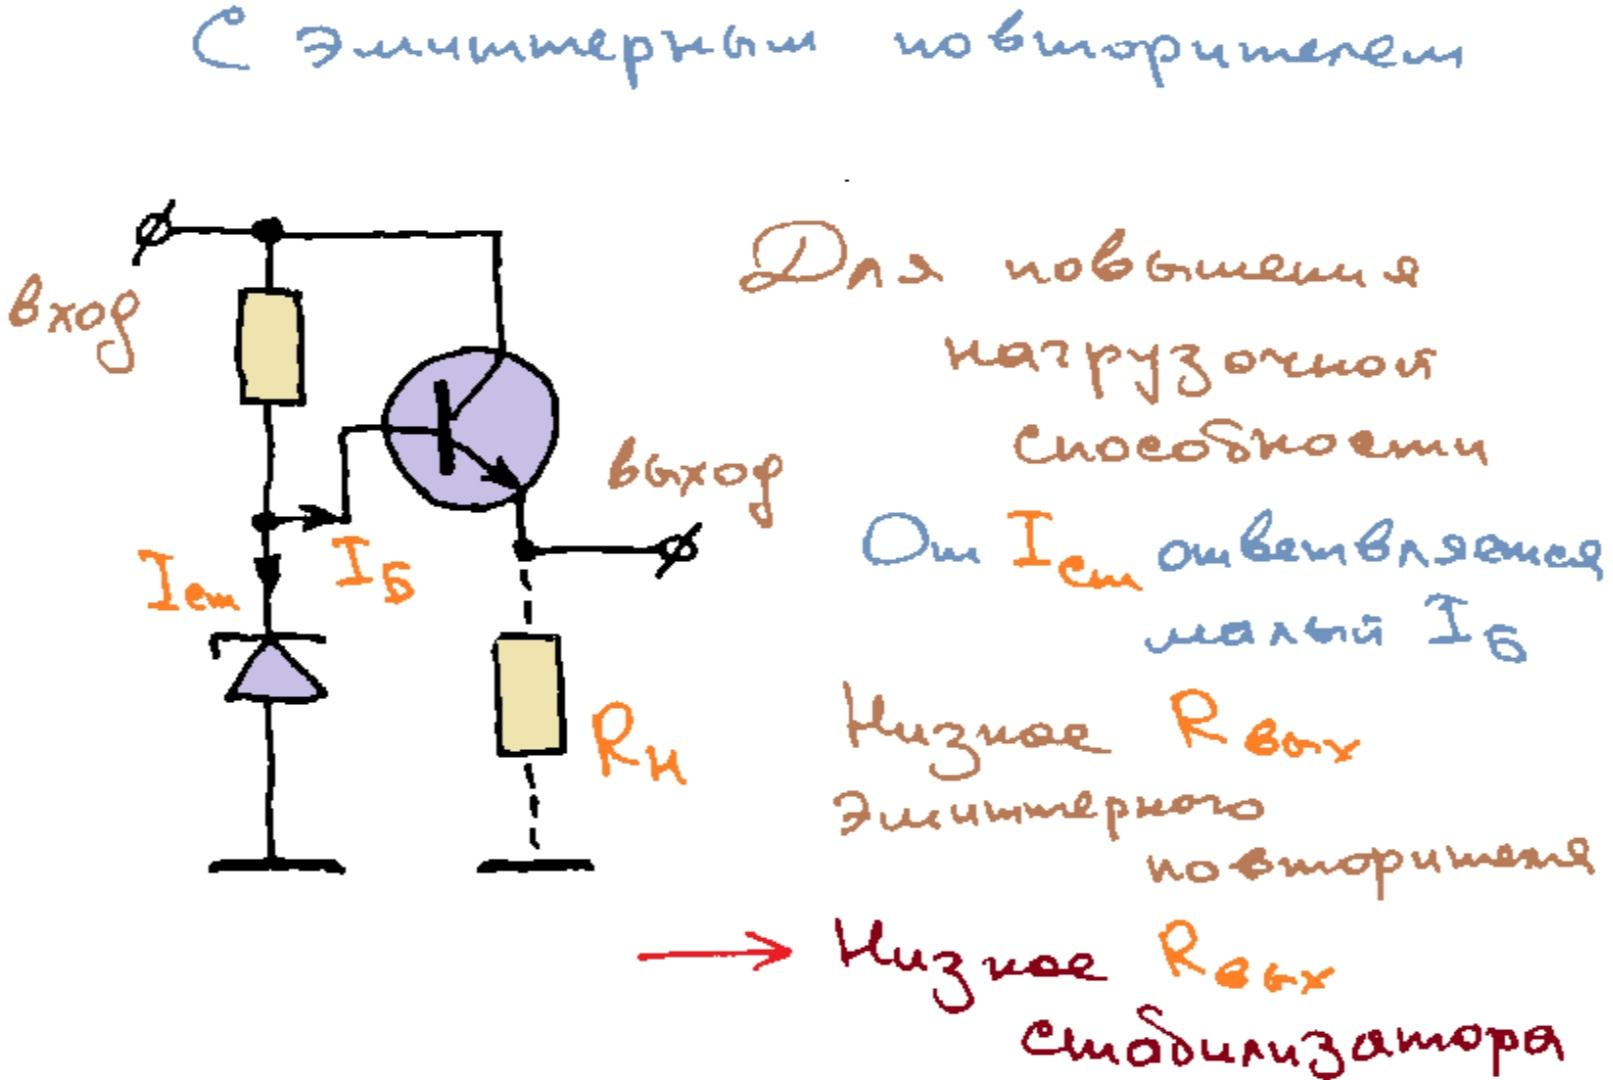 С эмиттерным повторителем
вход
Для повышения
нагрузочной
способности
выход
Iст
IБ
От Iст ответвляется
малый IБ
Rн
Низкое Rвых
эмиттерного
повторителя
Низкое Rвых
стабилизатора